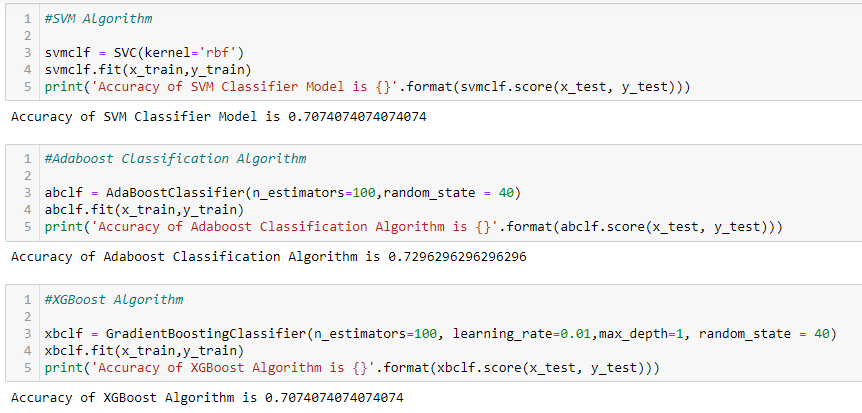 1 #SVM Algorithm
2
3 svmclf = SVC(kernel='rbf')
4 svmclf.fit(x_train,y_train)
5 print('Accuracy of SVM Classifier Model is {}'.format(svmclf.score(x_test, y_test)))
Accuracy of SVM Classifier Model is 0.7074074074074074
1 #Adaboost Classification Algorithm
2
3 abclf = AdaBoostClassifier(n_estimators=100,random_state = 40)
4 abclf.fit(x_train,y_train)
5 print('Accuracy of Adaboost Classification Algorithm is {}'.format(abclf.score(x_test, y_test)))
Accuracy of Adaboost Classification Algorithm is 0.7296296296296296
1 #XGBoost Algorithm
2
3 xbclf = GradientBoostingClassifier(n_estimators=100, learning_rate=0.01,max_depth=1, random_state = 40)
4 xbclf.fit(x_train,y_train)
5 print('Accuracy of XGBoost Algorithm is {}'.format(xbclf.score(x_test, y_test)))
Accuracy of XGBoost Algorithm is 0.7074074074074074